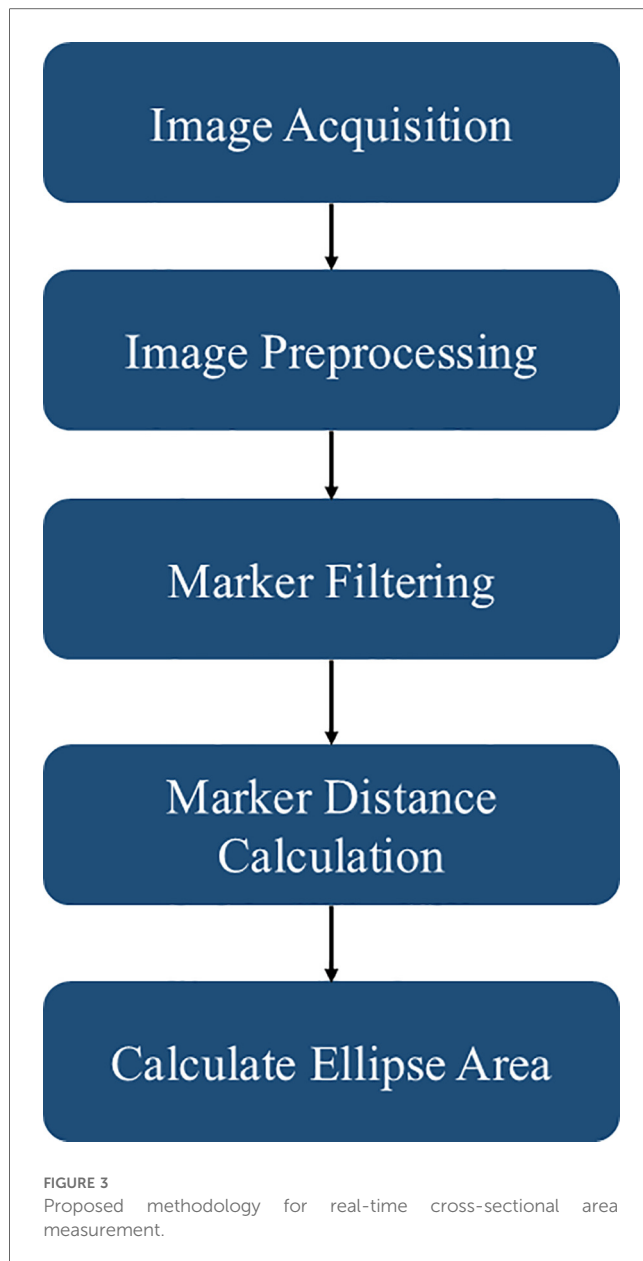 Image Acquisition
Image Preprocessing
Marker Filtering
Marker Distance
Calculation
Calculate Ellipse Area
FIGURE 3
Proposed methodology for real-time cross-sectional area
measurement.